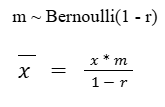 m ~ Bernoulli(1 - r)
x̅ = x * m / 1 − r